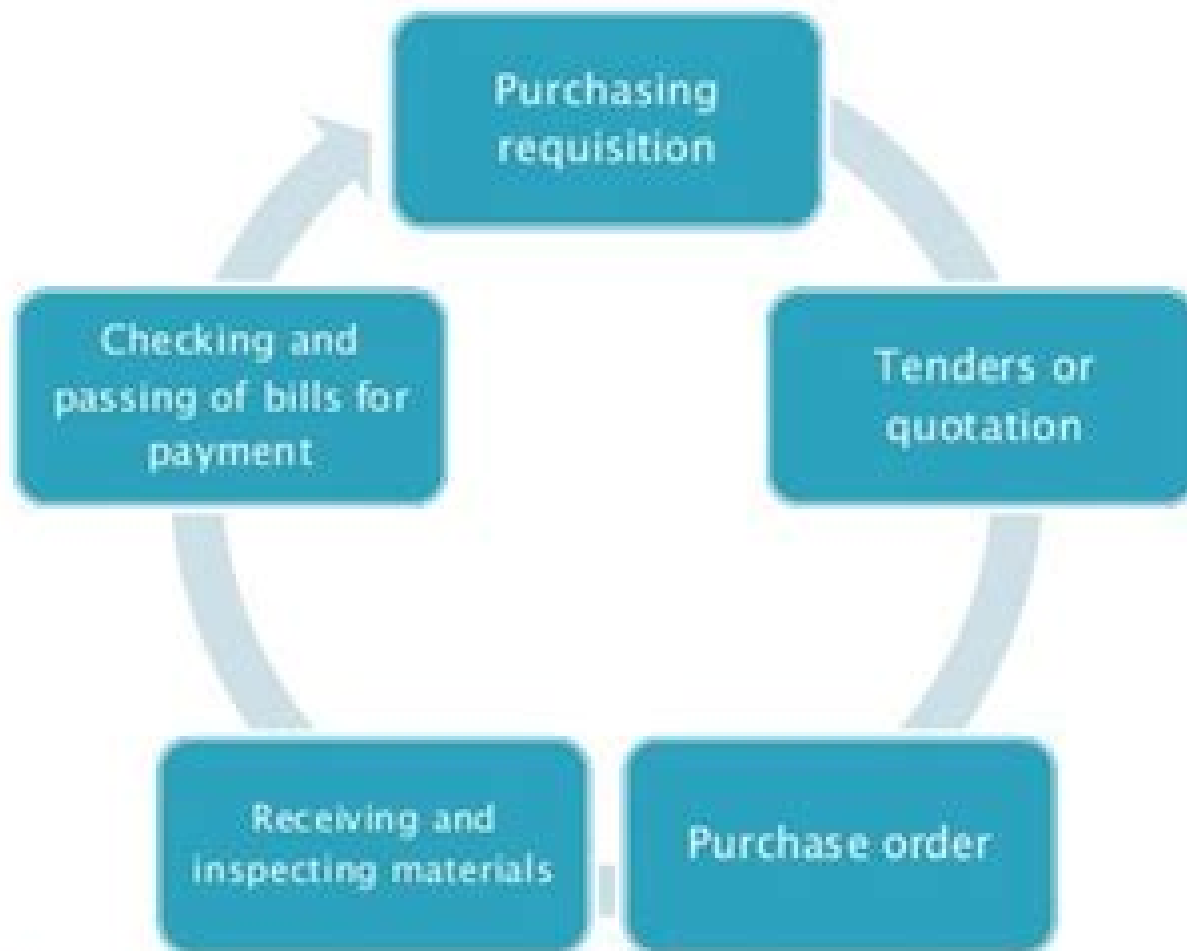 Purchasing
requisition
Tenders or
quotation
Purchase order
Receiving and
inspecting materials
Checking and
passing of bills for
payment